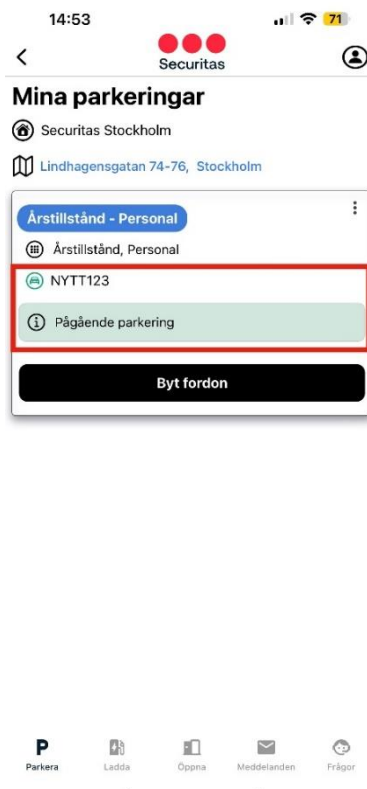 14:53
71
Securitas
Mina parkeringar
Securitas Stockholm
Lindhagensgatan 74-76, Stockholm
Årstillstånd - Personal
Årstillstånd, Personal
NYTT123
Pågående parkering
Byt fordon
P
Parkera
Ladda
Öppna
Meddelanden
Frågor